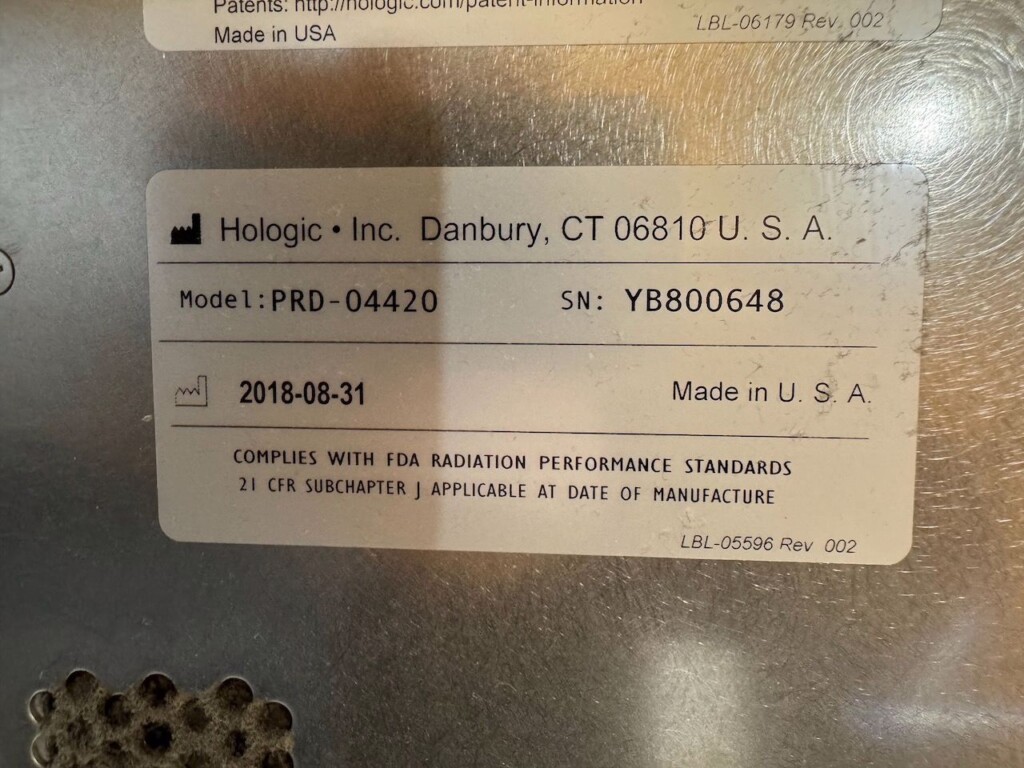 Patents: http://hologic.com/patent-information
Made in USA
LBL-06179 Rev. 002
Hologic • Inc. Danbury, CT 06810 U. S. A.
Model:PRD-04420 SN: YB800648
2018-08-31 Made in U. S. A.
COMPLIES WITH FDA RADIATION PERFORMANCE STANDARDS
21 CFR SUBCHAPTER J APPLICABLE AT DATE OF MANUFACTURE
LBL-05596 Rev 002